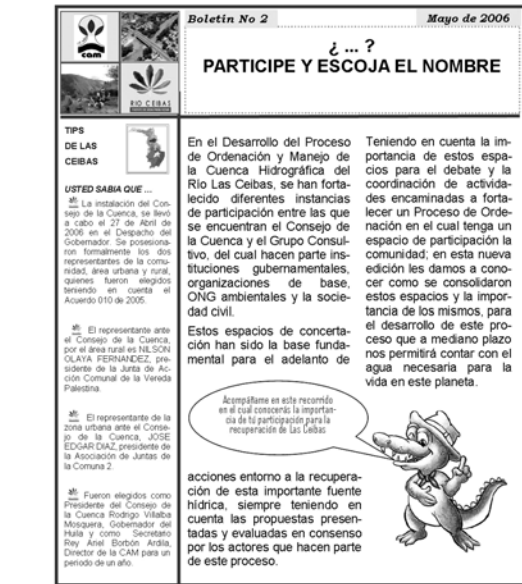 cam
RIO CEIBAS
Boletin No 2
Mayo de 2006
¿ ... ?
PARTICIPE Y ESCOJA EL NOMBRE
TIPS
DE LAS
CEIBAS
USTED SABIA QUE ...
La instalación del Con-
sejo de la Cuenca, se llevó
a cabo el 27 de Abril de
2006 en el Despacho del
Gobernador. Se posesiona-
ron formalmente los dos
representantes de la comu-
nidad, área urbana y rural,
quienes fueron elegidos
teniendo en cuenta el
Acuerdo 010 de 2005.
El representante ante
el Consejo de la Cuenca,
por el área rural es NILSON
OLAYA FERNANDEZ, pre-
sidente de la Junta de Ac-
ción Comunal de la Vereda
Palestina.
El representante de la
zona urbana ante el Conse-
jo de la Cuenca, JOSE
EDGAR DIAZ, presidente de
la Asociación de Juntas de
la Comuna 2.
Fueron elegidos como
Presidente del Consejo de
la Cuenca Rodrigo Villalba
Mosquera, Gobernador del
Huila y como Secretario
Rey Ariel Borbón Ardila,
Director de la CAM para un
periodo de un año.
En el Desarrollo del Proceso
de Ordenación y Manejo de
la Cuenca Hidrográfica del
Río Las Ceibas, se han forta-
lecido diferentes instancias
de participación entre las que
se encuentran el Consejo de
la Cuenca y el Grupo Consul-
tivo, del cual hacen parte ins-
tituciones gubernamentales,
organizaciones de base,
ONG ambientales y la socie-
dad civil.
Estos espacios de concerta-
ción han sido la base funda-
mental para el adelanto de
acciones entorno a la recupera-
ción de esta importante fuente
hídrica, siempre teniendo en
cuenta las propuestas presen-
tadas y evaluadas en consenso
por los actores que hacen parte
de este proceso.
Teniendo en cuenta la im-
portancia de estos espa-
cios para el debate y la
coordinación de activida-
des encaminadas a forta-
lecer un Proceso de Orde-
nación en el cual tenga un
espacio de participación la
comunidad; en esta nueva
edición les damos a cono-
cer como se consolidaron
estos espacios y la impor-
tancia de los mismos, para
el desarrollo de este pro-
ceso que a mediano plazo
nos permitirá contar con el
agua necesaria para la
vida en este planeta.
Acompáñame en este recorrido
en el cual conocerás la importan-
cia de tú participación para la
recuperación de Las Ceibas